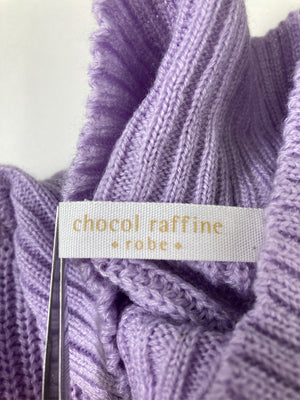 chocol raffine
• robe •